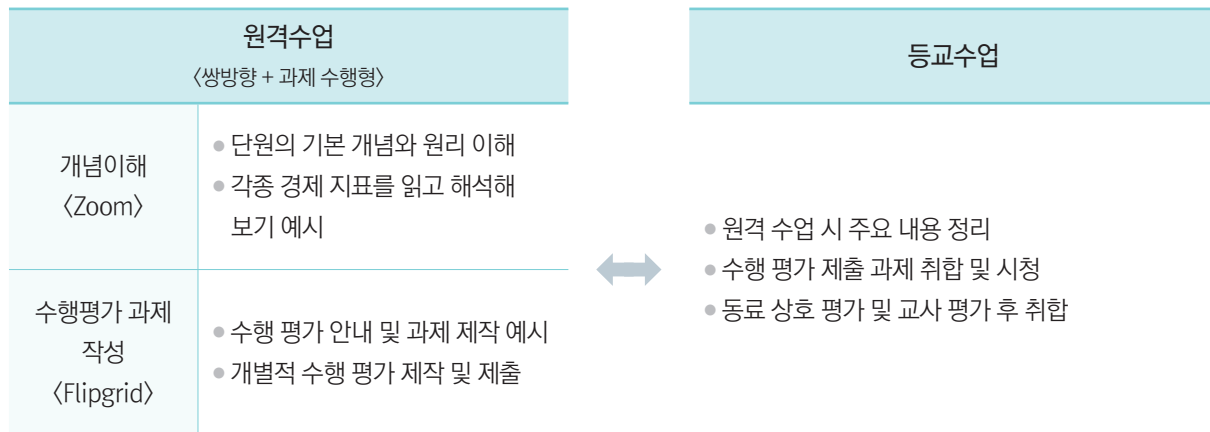 원격수업
〈쌍방향 + 과제 수행형〉
등교수업
개념이해
〈Zoom〉
● 단원의 기본 개념와 원리 이해
● 각종 경제 지표를 읽고 해석해
보기 예시
수행평가 과제
작성
〈Flipgrid〉
● 수행 평가 안내 및 과제 제작 예시
● 개별적 수행 평가 제작 및 제출
● 원격 수업 시 주요 내용 정리
● 수행 평가 제출 과제 취합 및 시청
● 동료 상호 평가 및 교사 평가 후 취합